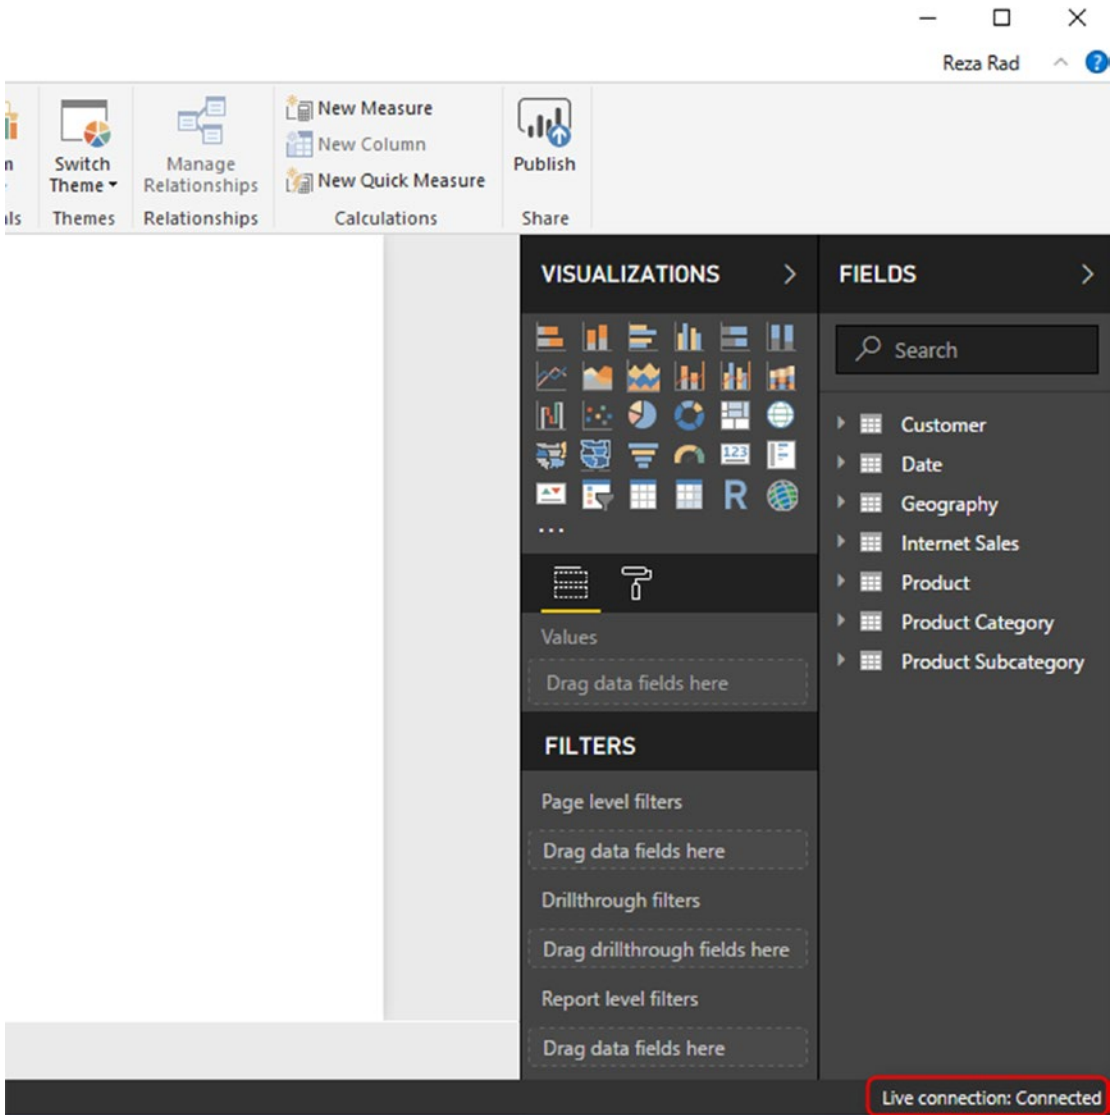 Reza Rad
New Measure
New Column
New Quick Measure
Switch
Theme
Manage
Relationships
Publish
Themes
Relationships
Calculations
Share
VISUALIZATIONS
123
R
...
Values
Drag data fields here
FILTERS
Page level filters
Drag data fields here
Drillthrough filters
Drag drillthrough fields here
Report level filters
Drag data fields here
FIELDS
Search
Customer
Date
Geography
Internet Sales
Product
Product Category
Product Subcategory
Live connection: Connected